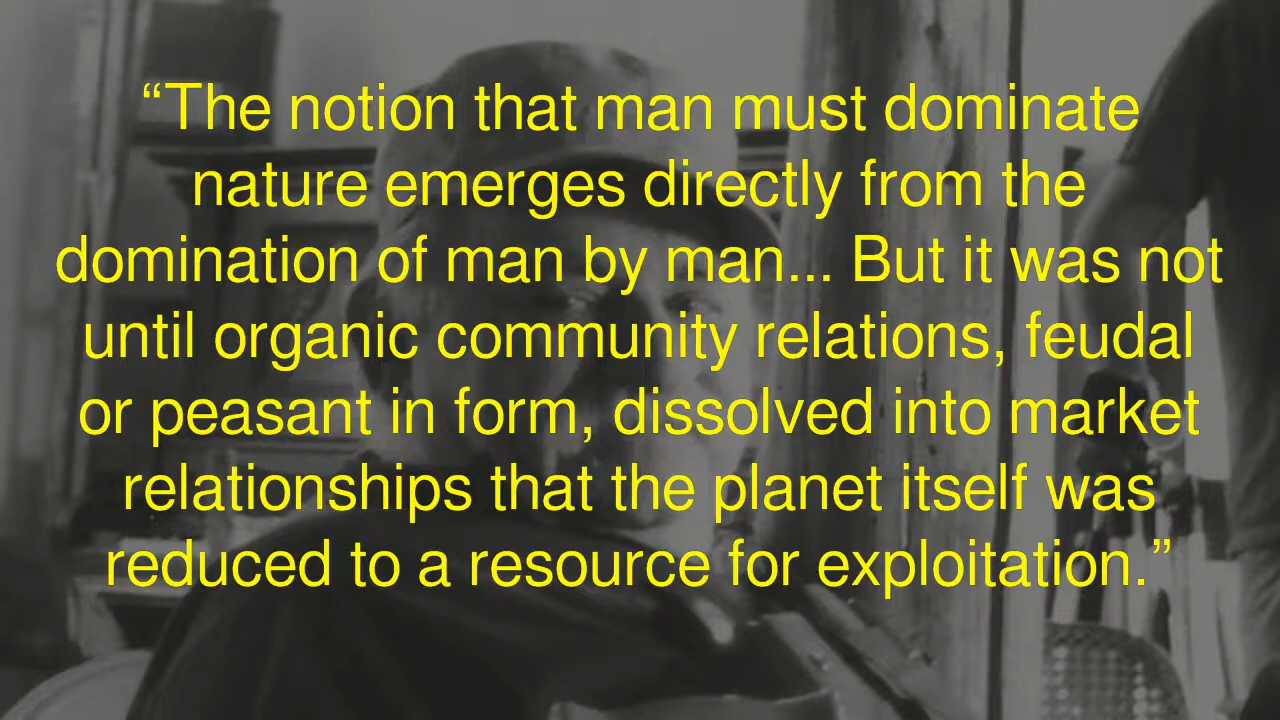 “The notion that man must dominate
nature emerges directly from the
domination of man by man... But it was not
until organic community relations, feudal
or peasant in form, dissolved into market
relationships that the planet itself was
reduced to a resource for exploitation.”